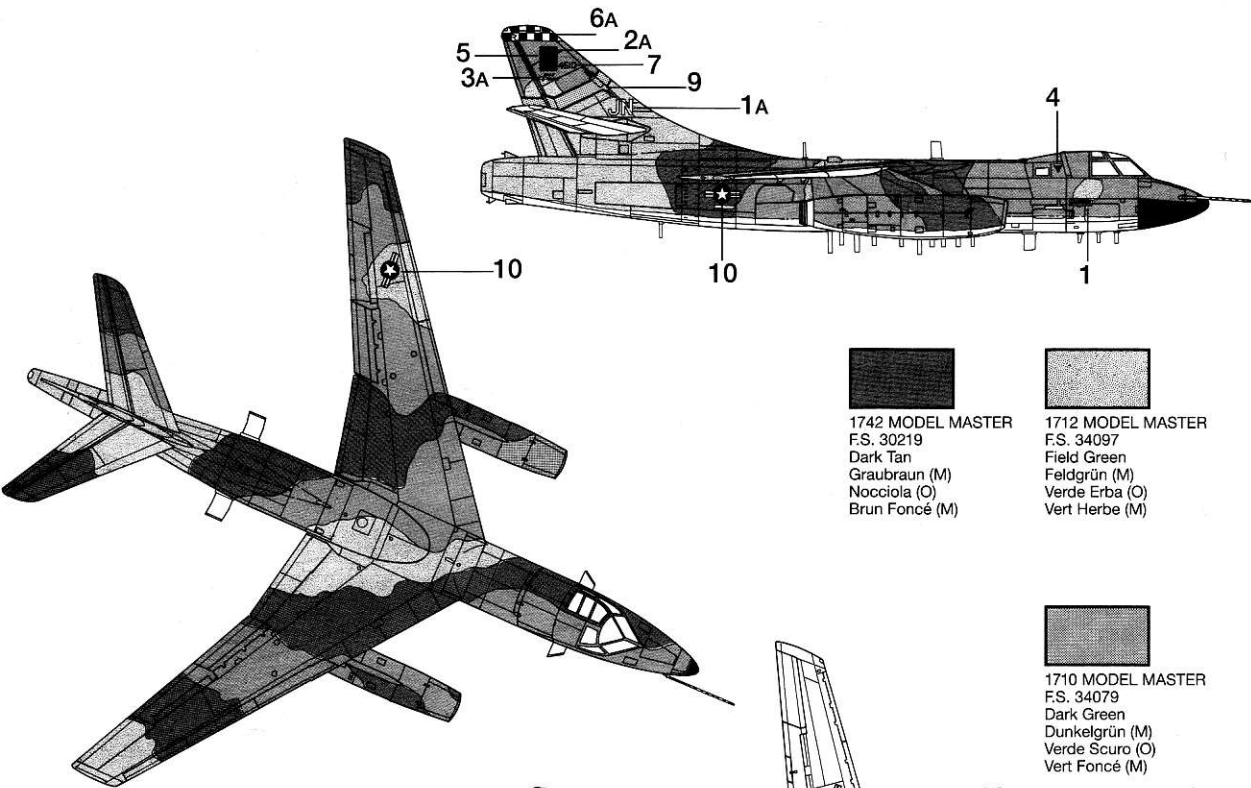 6A
2A
5
7
3A
9
JN
1A
4
10
10
1
1742 MODEL MASTER
F.S. 30219
Dark Tan
Graubraun (M)
Nocciola (O)
Brun Foncé (M)
1712 MODEL MASTER
F.S. 34097
Field Green
Feldgrün (M)
Verde Erba (O)
Vert Herbe (M)
1710 MODEL MASTER
F.S. 34079
Dark Green
Dunkelgrün (M)
Verde Scuro (O)
Vert Foncé (M)